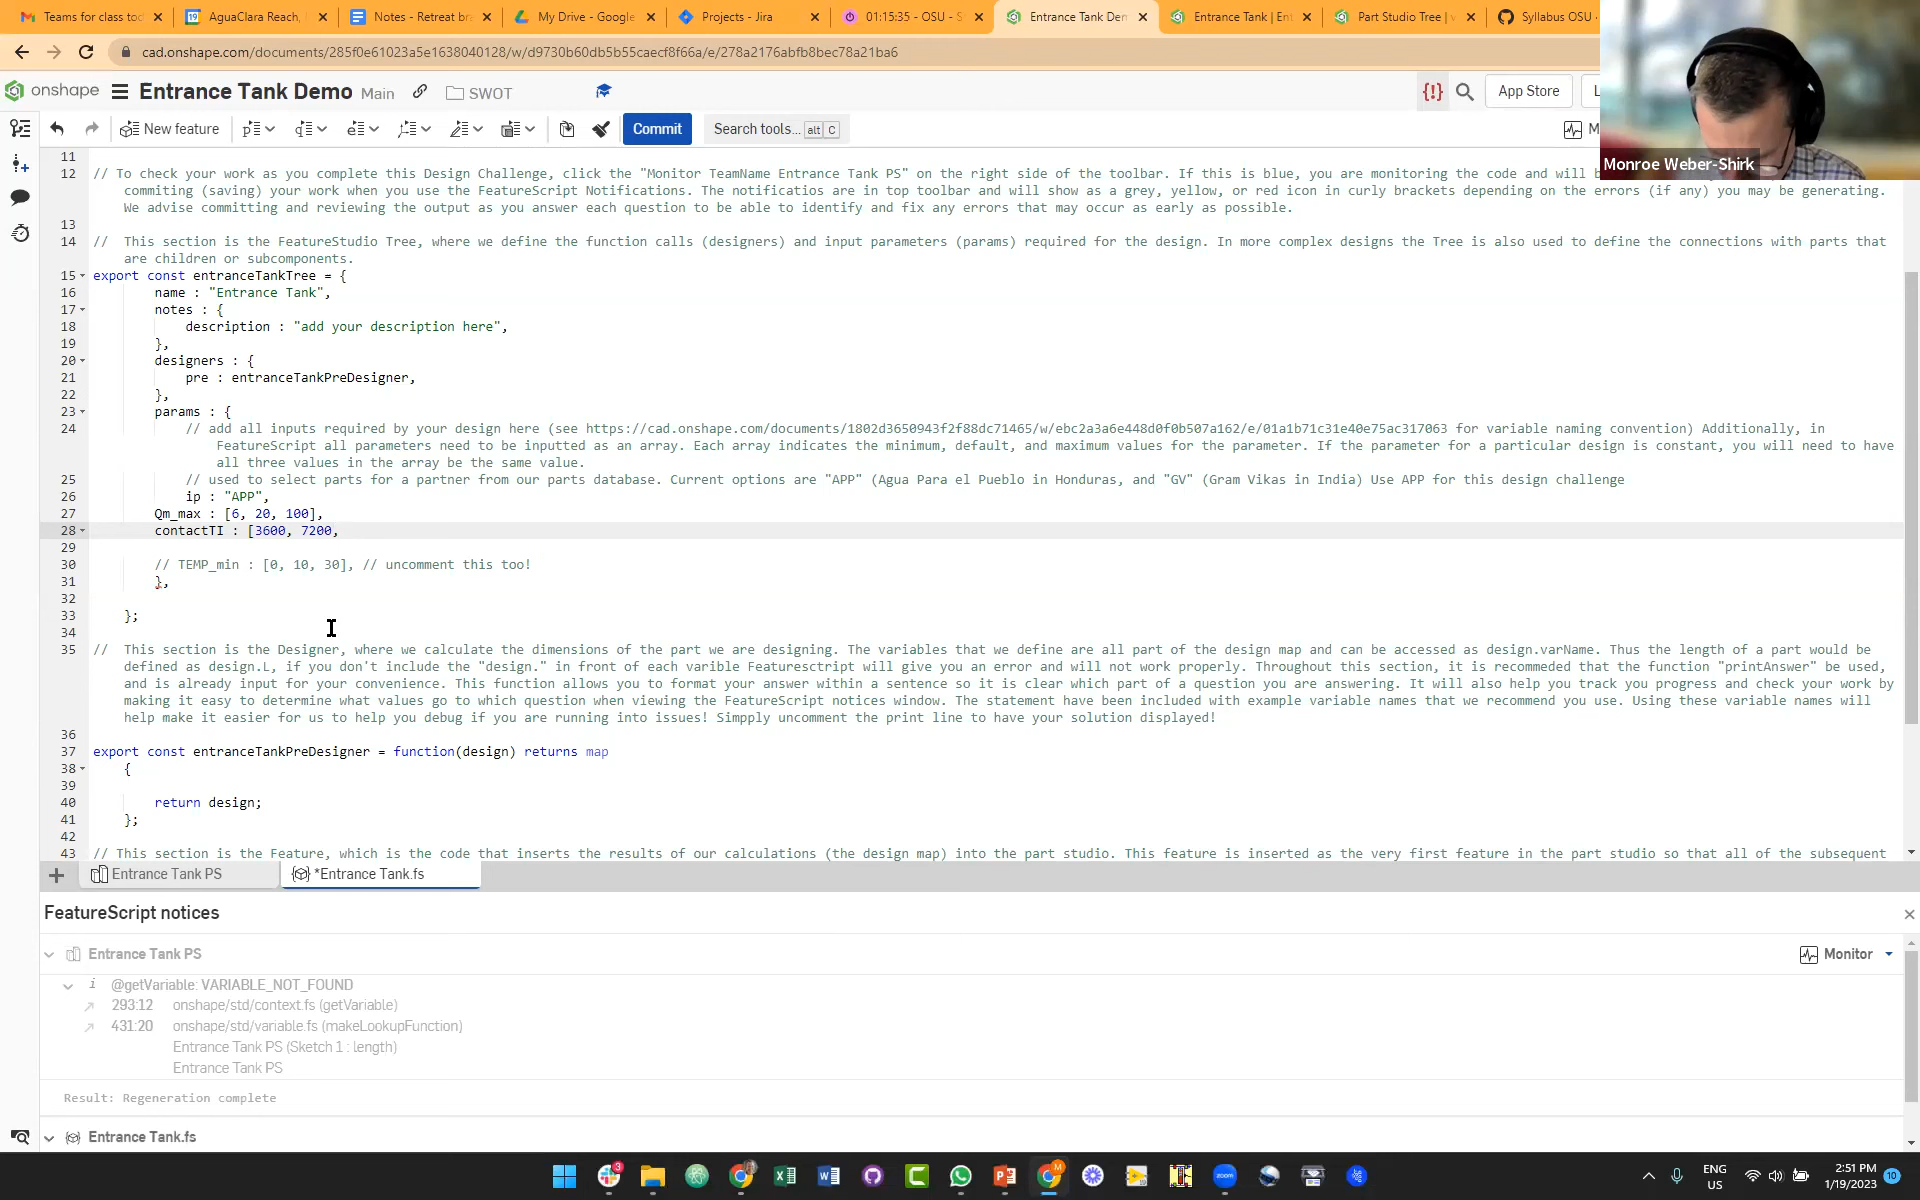 Teams for class tod
AguaClara Reach,
Notes - Retreat br
My Drive - Google
Projects - Jira
01:15:35 - OSU - S
Entrance Tank Den
Entrance Tank | Ent
Part Studio Tree | v
Syllabus OSU
cad.onshape.com/documents/285f0e61023a5e1638040128/w/d9730b60db5b55caecf8f66a/e/278a2176abfb8bec78a21ba6
onshape
Entrance Tank Demo
Main
SWOT
App Store
New feature
Commit
Search tools...
alt
C
Monroe Weber-Shirk
11
12 // To check your work as you complete this Design Challenge, click the "Monitor TeamName Entrance Tank PS" on the right side of the toolbar. If this is blue, you are monitoring the code and will b
commiting (saving) your work when you use the FeatureScript Notifications. The notificatios are in top toolbar and will show as a grey, yellow, or red icon in curly brackets depending on the errors (if any) you may be generating.
We advise committing and reviewing the output as you answer each question to be able to identify and fix any errors that may occur as early as possible.
13
14 // This section is the FeatureStudio Tree, where we define the function calls (designers) and input parameters (params) required for the design. In more complex designs the Tree is also used to define the connections with parts that
are children or subcomponents.
15 export const entranceTankTree = {
16 name : "Entrance Tank",
17 notes : {
18 description : "add your description here",
19 },
20 designers : {
21 pre : entranceTankPreDesigner,
22 },
23 params : {
24 // add all inputs required by your design here (see https://cad.onshape.com/documents/1802d3650943f2f88dc71465/w/ebc2a3a6e448d0f0b507a162/e/01a1b71c31e40e75ac317063 for variable naming convention) Additionally, in
FeatureScript all parameters need to be inputted as an array. Each array indicates the minimum, default, and maximum values for the parameter. If the parameter for a particular design is constant, you will need to have
all three values in the array be the same value.
25 // used to select parts for a partner from our parts database. Current options are "APP" (Agua Para el Pueblo in Honduras, and "GV" (Gram Vikas in India) Use APP for this design challenge
26 ip : "APP",
27 Qm_max : [6, 20, 100],
28 contactTI : [3600, 7200,
29
30 // TEMP_min : [0, 10, 30], // uncomment this too!
31 },
32
33 };
34
35 // This section is the Designer, where we calculate the dimensions of the part we are designing. The variables that we define are all part of the design map and can be accessed as design.varName. Thus the length of a part would be
defined as design.L, if you don't include the "design." in front of each varible Featuresctript will give you an error and will not work properly. Throughout this section, it is recommeded that the function "printAnswer" be used,
and is already input for your convenience. This function allows you to format your answer within a sentence so it is clear which part of a question you are answering. It will also help you track you progress and check your work by
making it easy to determine what values go to which question when viewing the FeatureScript notices window. The statement have been included with example variable names that we recommend you use. Using these variable names will
help make it easier for us to help you debug if you are running into issues! Simpply uncomment the print line to have your solution displayed!
36
37 export const entranceTankPreDesigner = function(design) returns map
38 {
39
40 return design;
41 };
42
43 // This section is the Feature, which is the code that inserts the results of our calculations (the design map) into the part studio. This feature is inserted as the very first feature in the part studio so that all of the subsequent
Entrance Tank PS
*Entrance Tank.fs
FeatureScript notices
Entrance Tank PS
Monitor
@getVariable: VARIABLE_NOT_FOUND
293:12 onshape/std/context.fs (getVariable)
431:20 onshape/std/variable.fs (makeLookupFunction)
Entrance Tank PS (Sketch 1 : length)
Entrance Tank PS
Result: Regeneration complete
Entrance Tank.fs
ENG
US
2:51 PM
1/19/2023
10